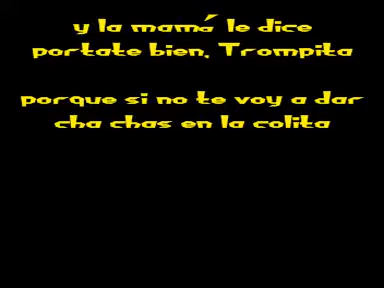 y la mamá le dice
portate bien, Trompita
porque si no te voy a dar
cha chas en la colita